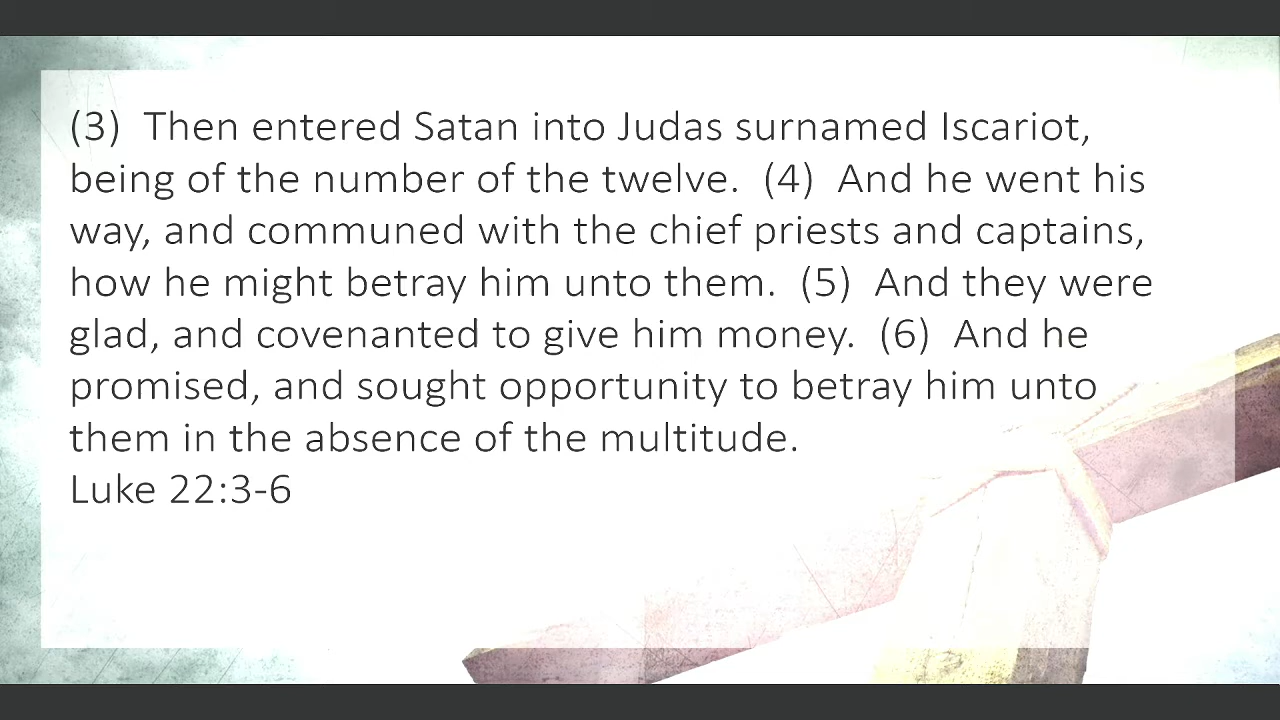 (3)  Then entered Satan into Judas surnamed Iscariot,
being of the number of the twelve.  (4)  And he went his
way, and communed with the chief priests and captains,
how he might betray him unto them.  (5)  And they were
glad, and covenanted to give him money.  (6)  And he
promised, and sought opportunity to betray him unto
them in the absence of the multitude.
Luke 22:3-6